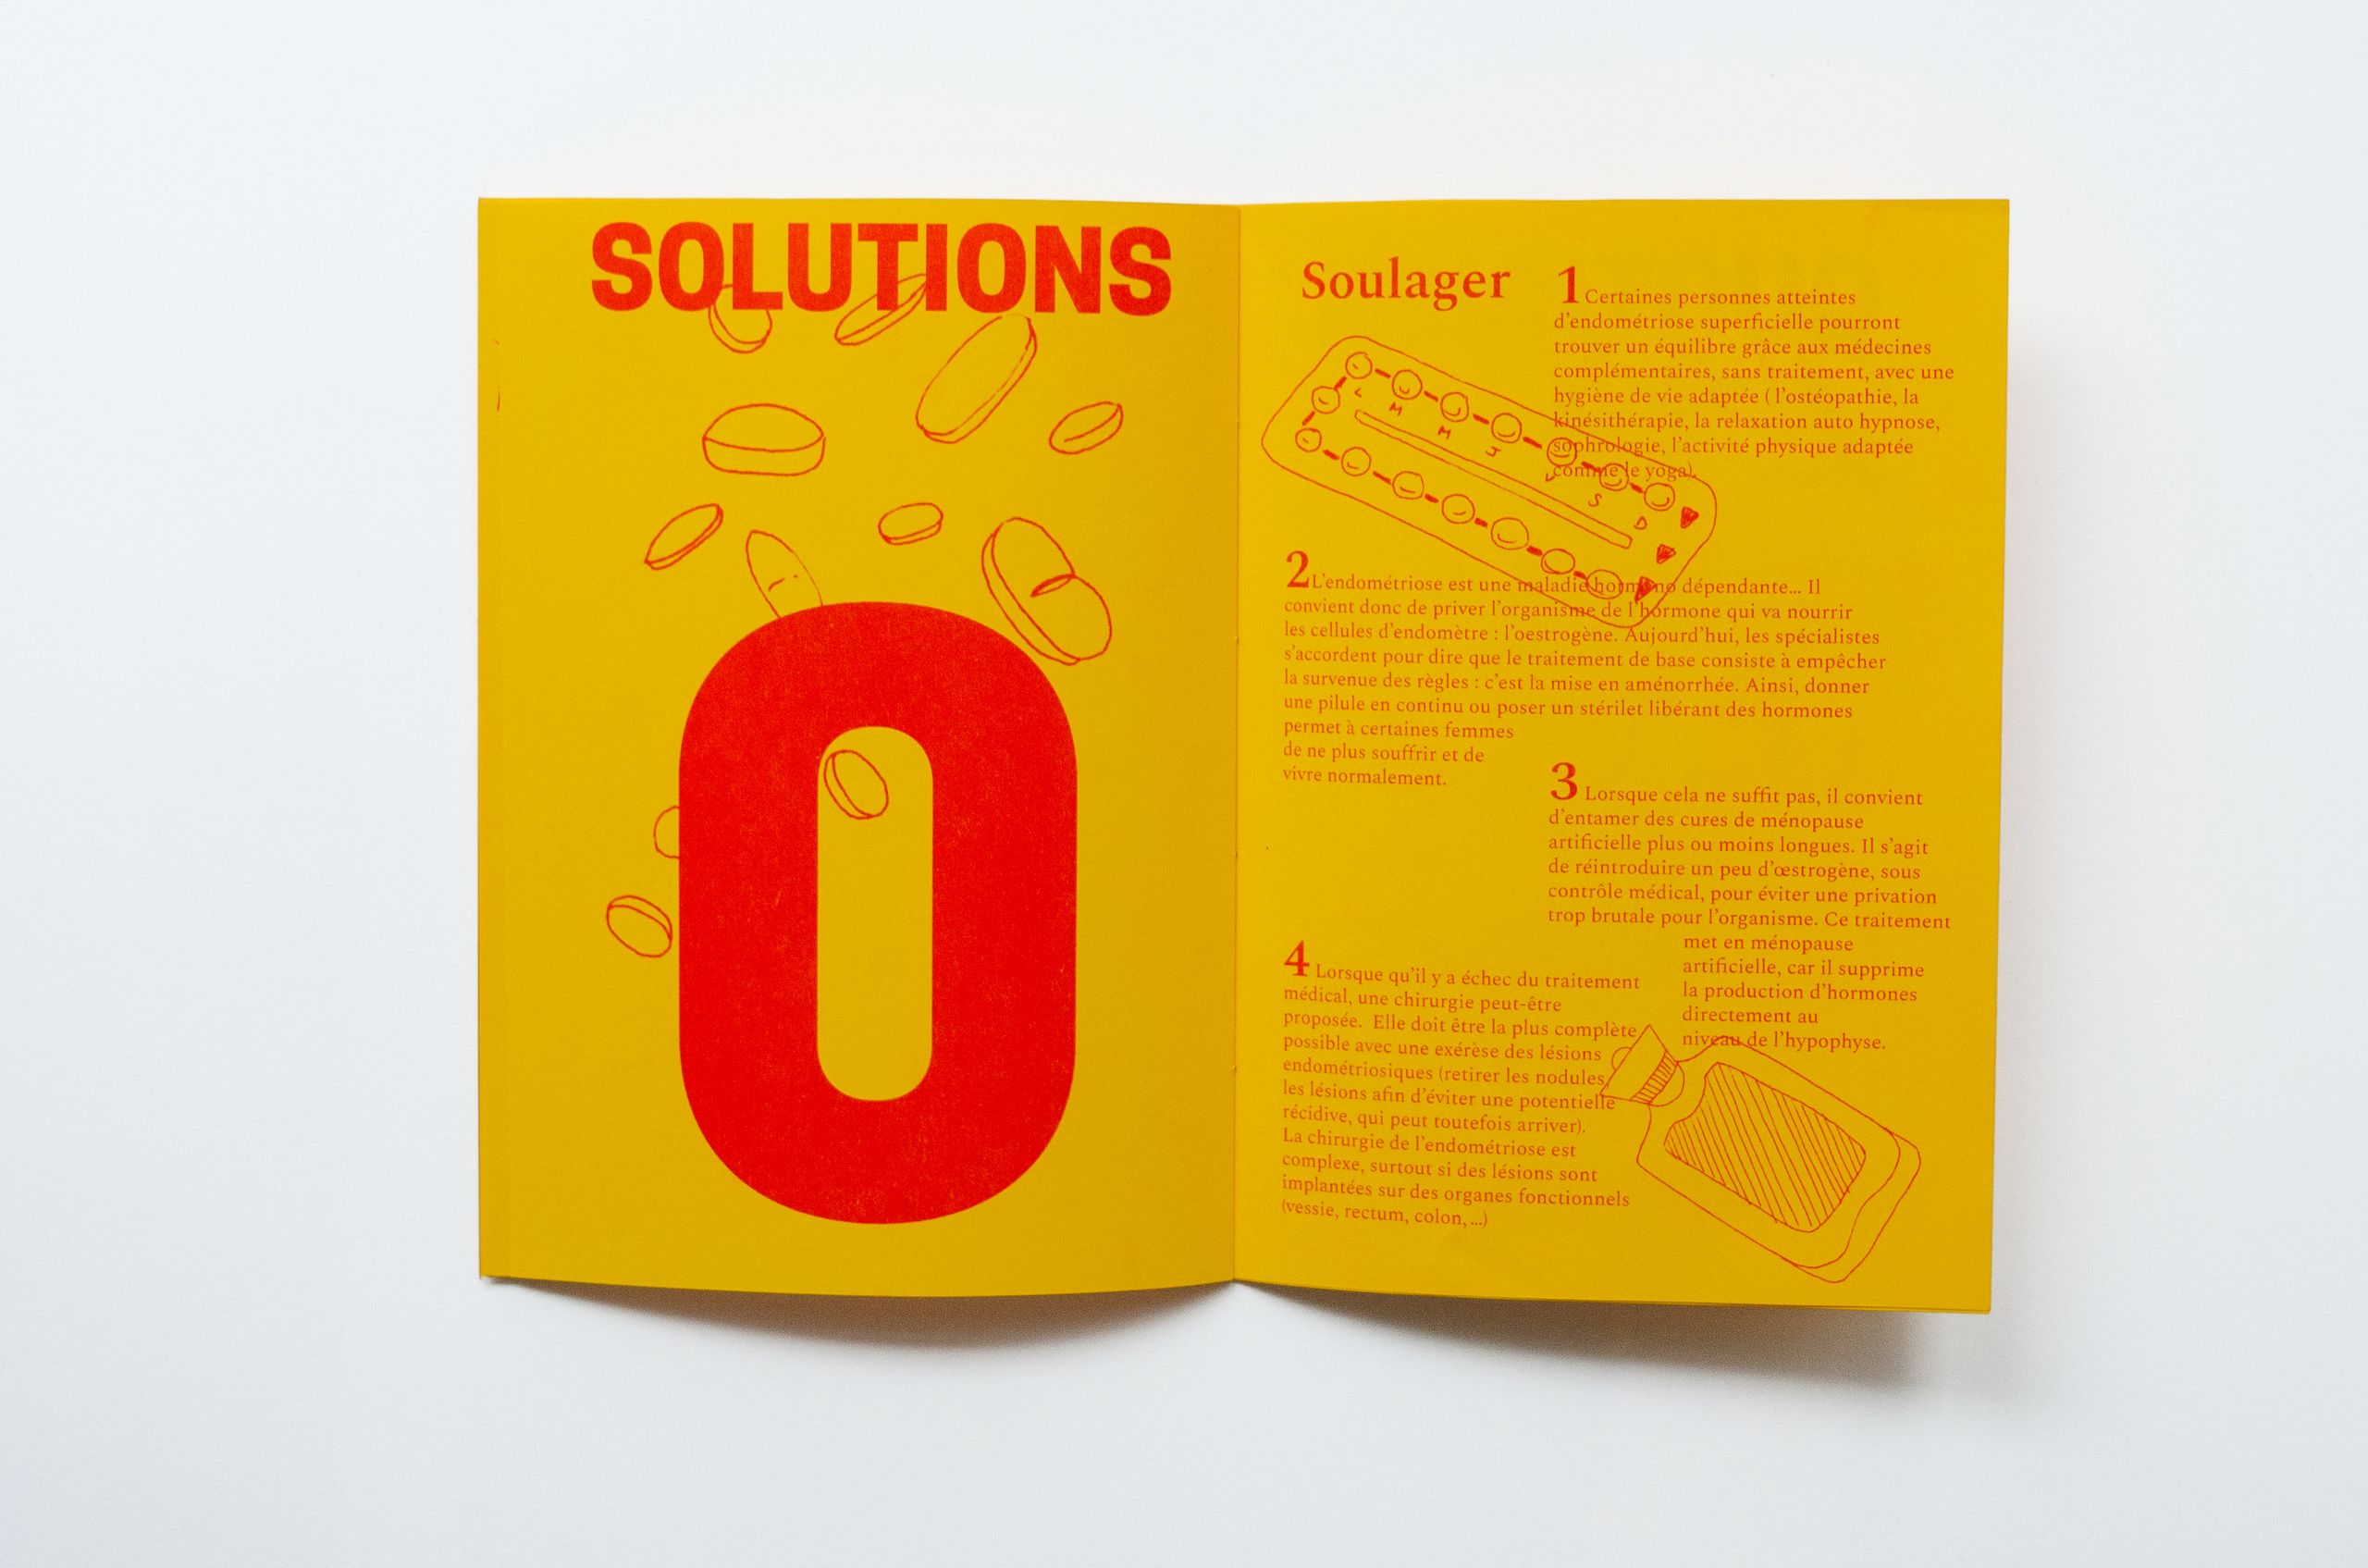 SOLUTIONS
O
Soulager
1 Certaines personnes atteintes
d’endométriose superficielle pourront
trouver un équilibre grâce aux médecines
complémentaires, sans traitement, avec une
hygiène de vie adaptée ( l’ostéopathie, la
kinésithérapie, la relaxation auto hypnose,
sophrologie, l’activité physique adaptée
comme le yoga).
L M M J V S D
2 L’endométriose est une maladie hormono dépendante... Il
convient donc de priver l’organisme de l’hormone qui va nourrir
les cellules d’endomètre : l’oestrogène. Aujourd’hui, les spécialistes
s’accordent pour dire que le traitement de base consiste à empêcher
la survenue des règles : c’est la mise en aménorrhée. Ainsi, donner
une pilule en continu ou poser un stérilet libérant des hormones
permet à certaines femmes
de ne plus souffrir et de
vivre normalement.
3 Lorsque cela ne suffit pas, il convient
d’entamer des cures de ménopause
artificielle plus ou moins longues. Il s’agit
de réintroduire un peu d’œstrogène, sous
contrôle médical, pour éviter une privation
trop brutale pour l’organisme. Ce traitement
met en ménopause
artificielle, car il supprime
la production d’hormones
directement au
niveau de l’hypophyse.
4 Lorsque qu’il y a échec du traitement
médical, une chirurgie peut-être
proposée. Elle doit être la plus complète
possible avec une exérèse des lésions
endométriosiques (retirer les nodules,
les lésions afin d’éviter une potentielle
récidive, qui peut toutefois arriver).
La chirurgie de l’endométriose est
complexe, surtout si des lésions sont
implantées sur des organes fonctionnels
(vessie, rectum, colon, ...)